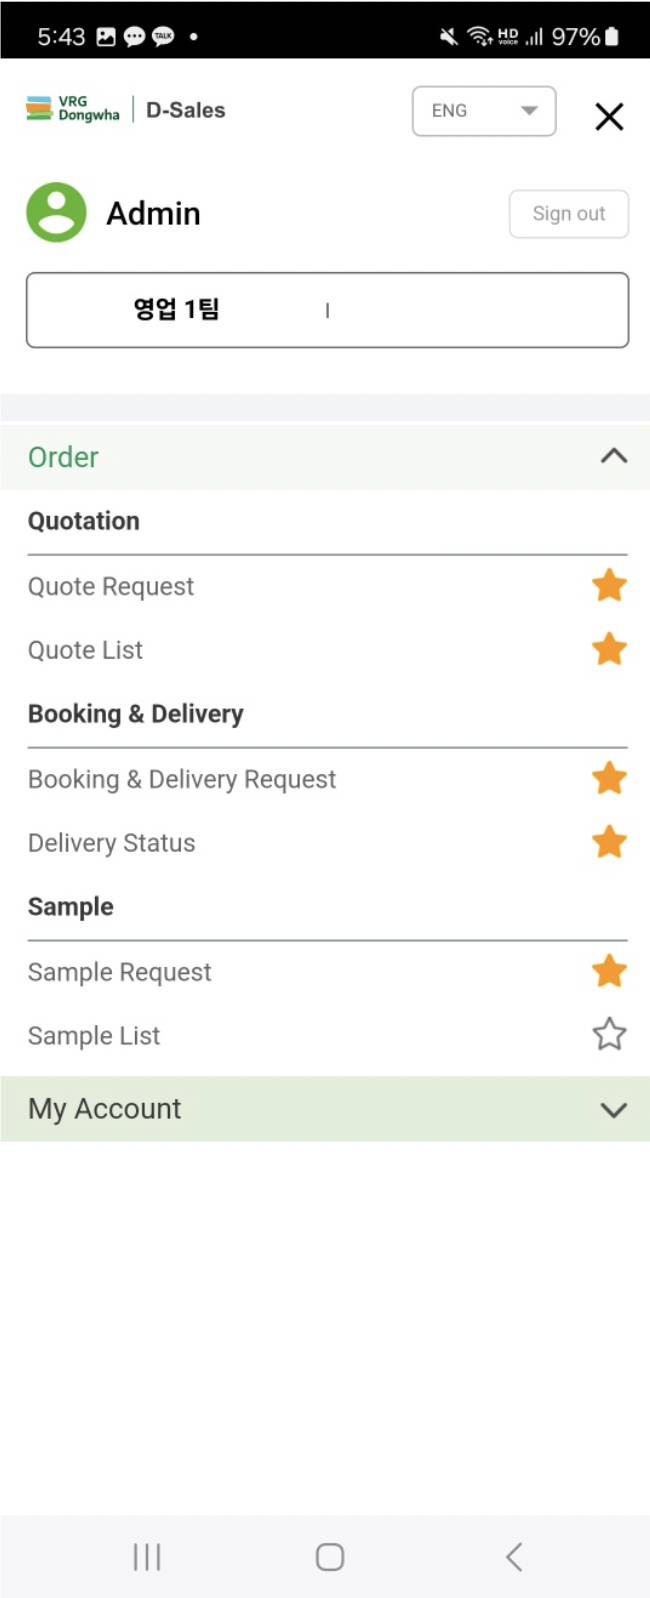 5:43 TALK HD voice 97%
VRG Dongwha | D-Sales ENG
Admin Sign out
영업 1팀 |
Order
Quotation
Quote Request
Quote List
Booking & Delivery
Booking & Delivery Request
Delivery Status
Sample
Sample Request
Sample List
My Account